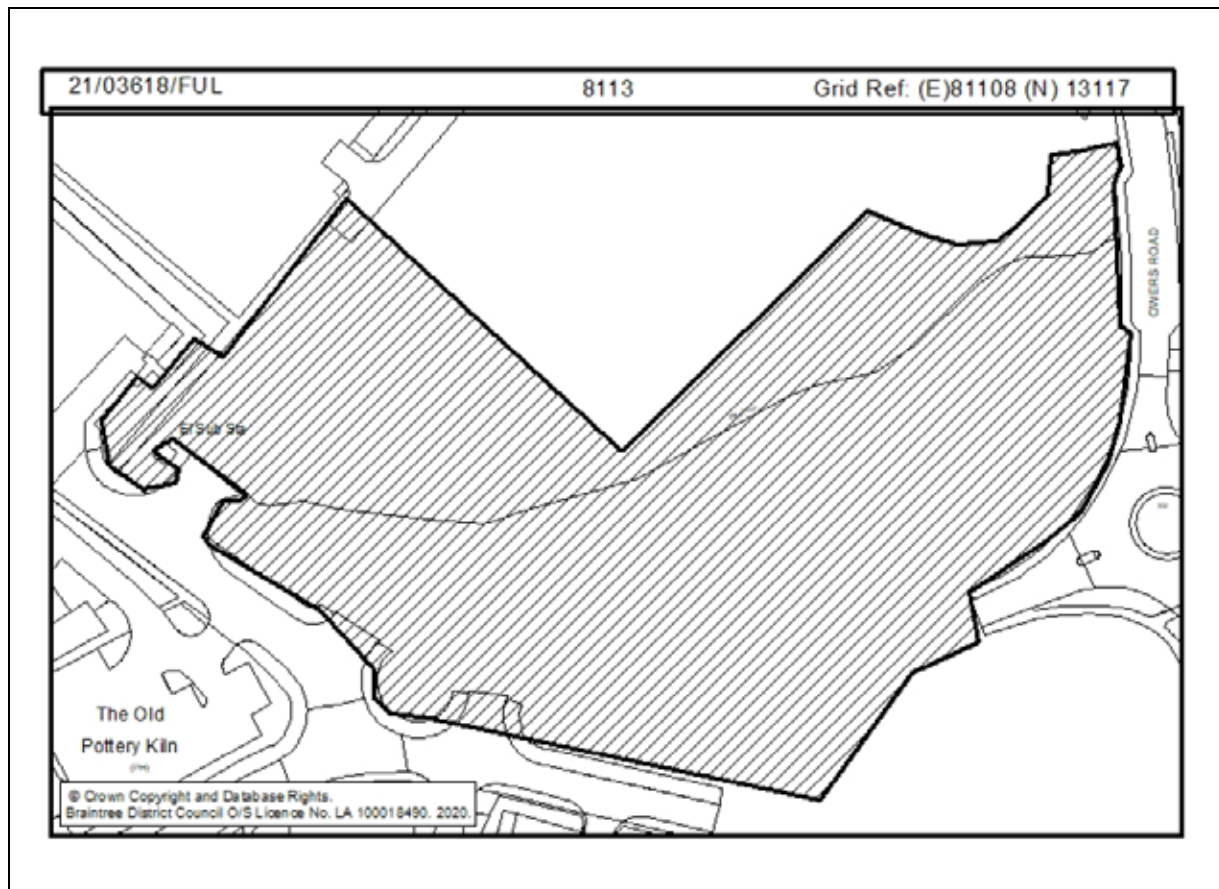 21/03618/FUL 8113 Grid Ref: (E)81108 (N) 13117
OWERS ROAD
El Sub Sta
The Old
Pottery Kiln
(PH)
© Crown Copyright and Database Rights.
Braintree District Council O/S Licence No. LA 100018490. 2020.